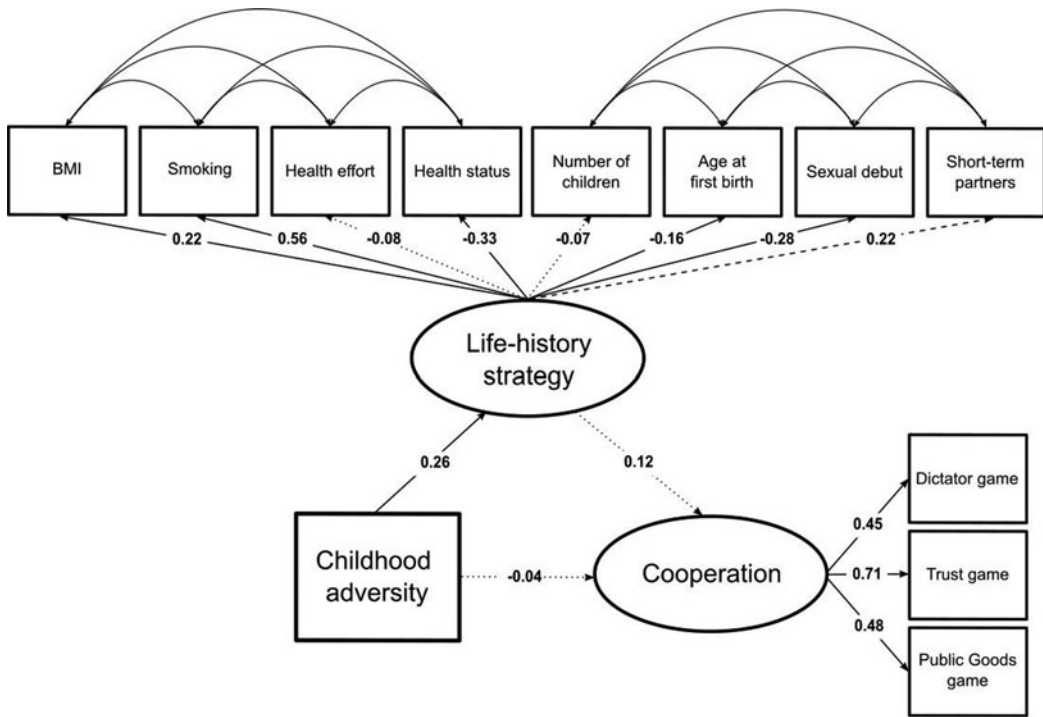 BMI
Smoking
Health effort
Health status
Number of
children
Age at
first birth
Sexual debut
Short-term
partners
0.22
0.56
-0.08
-0.33
-0.07
-0.16
-0.28
0.22
Life-history
strategy
0.26
0.12
Childhood
adversity
-0.04
Cooperation
0.45
0.71
0.48
Dictator game
Trust game
Public Goods
game